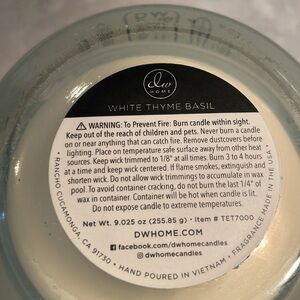 dw
HOME
WHITE THYME BASIL
⚠ WARNING: To Prevent Fire: Burn candle within sight.
Keep out of the reach of children and pets. Never burn a candle
on or near anything that can catch fire. Remove dustcovers before
lighting. Place on temperature safe surface away from other heat
sources. Keep wick trimmed to 1/8" at all times. Burn 3 to 4 hours
at a time and keep wick centered. If flame smokes, extinguish and
shorten wick. Do not allow wick trimmings to accumulate in wax
pool. To avoid container cracking, do not burn the last 1/4" of
wax in container. Container will be hot when candle is lit.
Do not expose candle to extreme temperatures.
Net Wt. 9.025 oz (255.85 g) • Item # TET7000
DWHOME.COM
facebook.com/dwhomecandles
@dwhomecandles
• RANCHO CUCAMONGA, CA 91730 • HAND POURED IN VIETNAM • FRAGRANCE MADE IN THE USA •